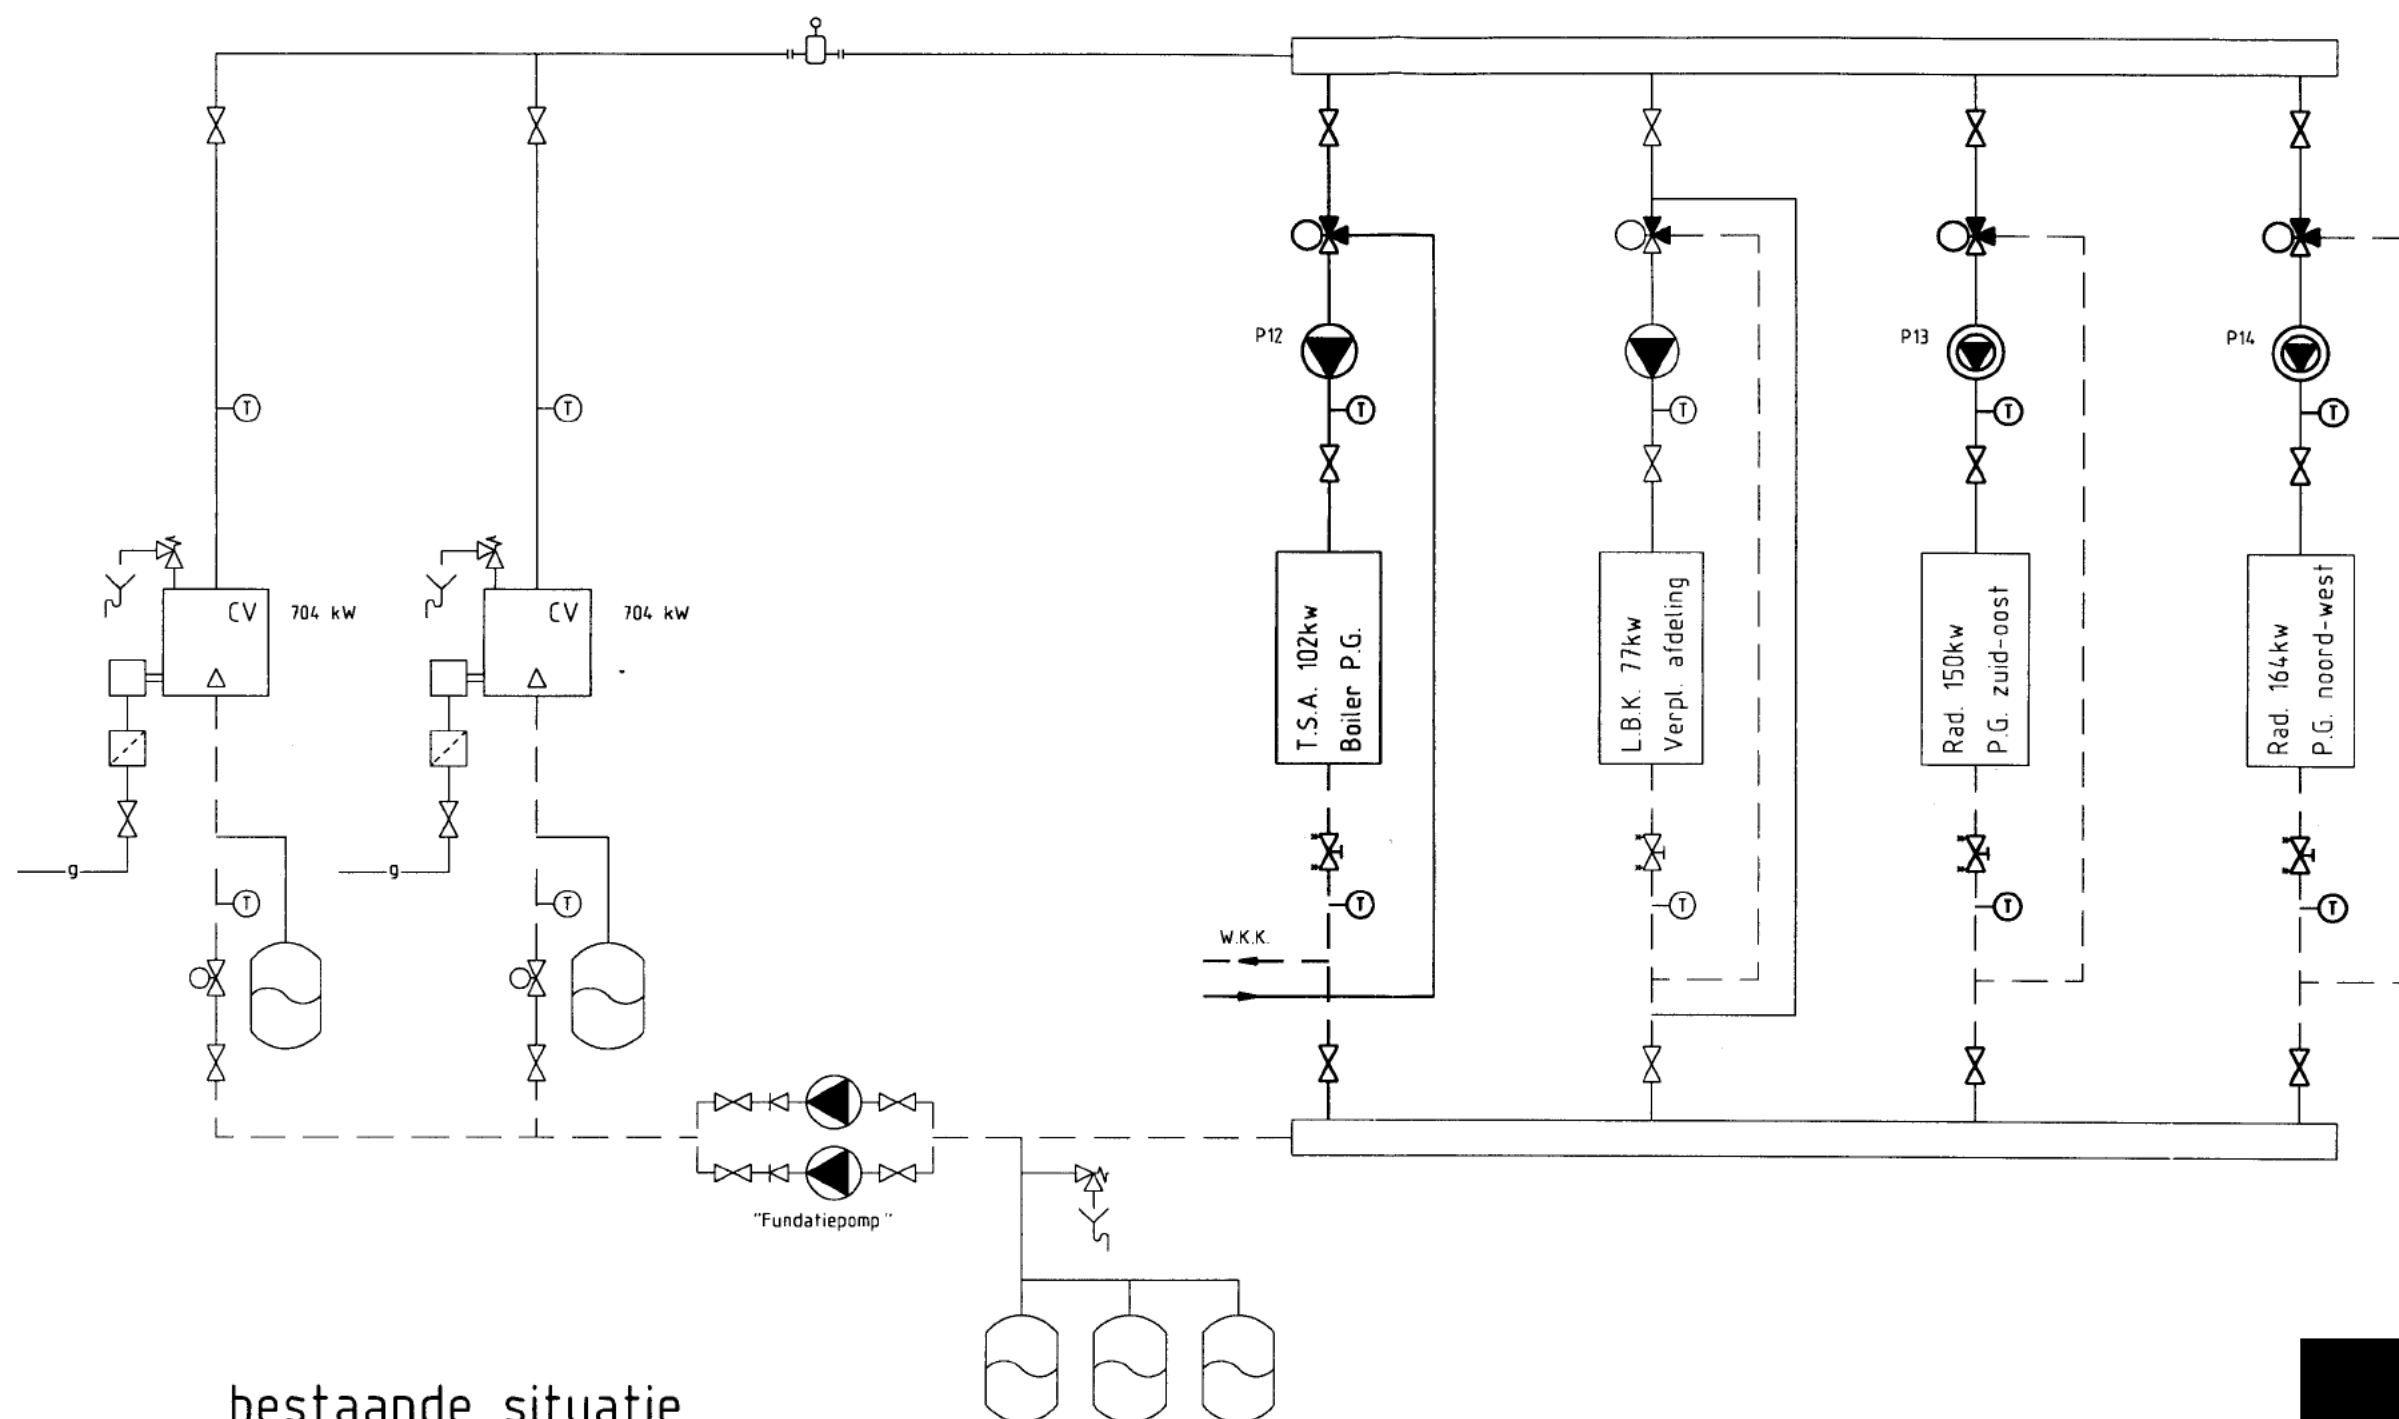 P12
P13
P14
T
T
T
T
T
T
CV
704 kW
CV
704 kW
T.S.A. 102kw
Boiler P.G.
L.B.K. 77kw
Verpl. afdeling
Rad. 150kw
P.G. zuid-oost
Rad. 164kw
P.G. noord-west
g
g
T
T
T
T
T
T
W.K.K.
"Fundatiepomp"
bestaande situatie